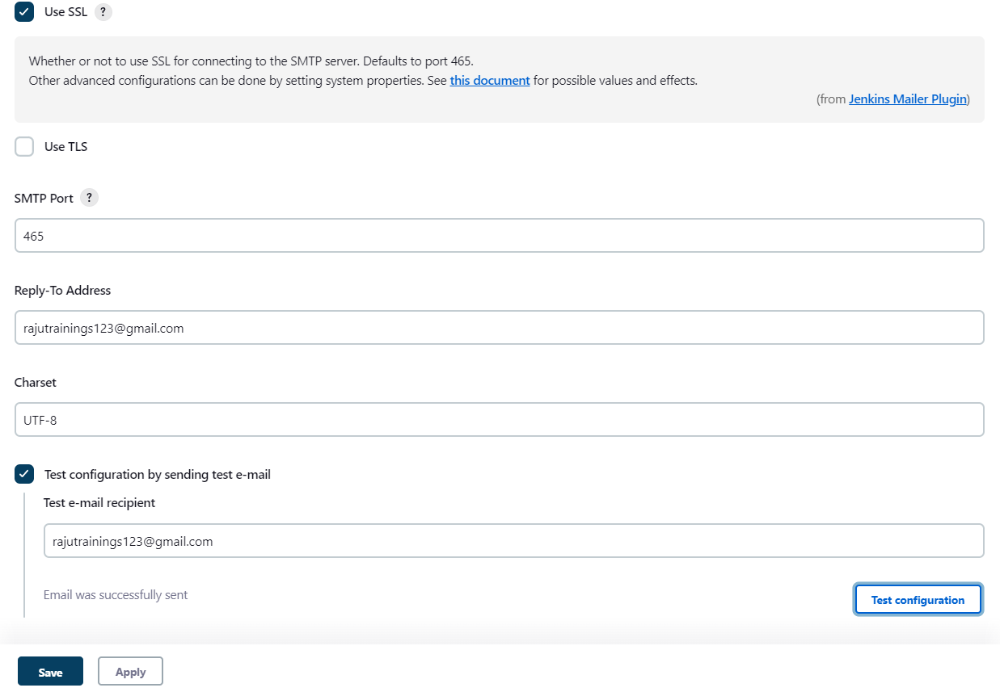 Use SSL ?
Whether or not to use SSL for connecting to the SMTP server. Defaults to port 465.
Other advanced configurations can be done by setting system properties. See this document for possible values and effects.
(from Jenkins Mailer Plugin)
Use TLS
SMTP Port ?
465
Reply-To Address
rajutrainings123@gmail.com
Charset
UTF-8
Test configuration by sending test e-mail
Test e-mail recipient
rajutrainings123@gmail.com
Email was successfully sent
Test configuration
Save Apply